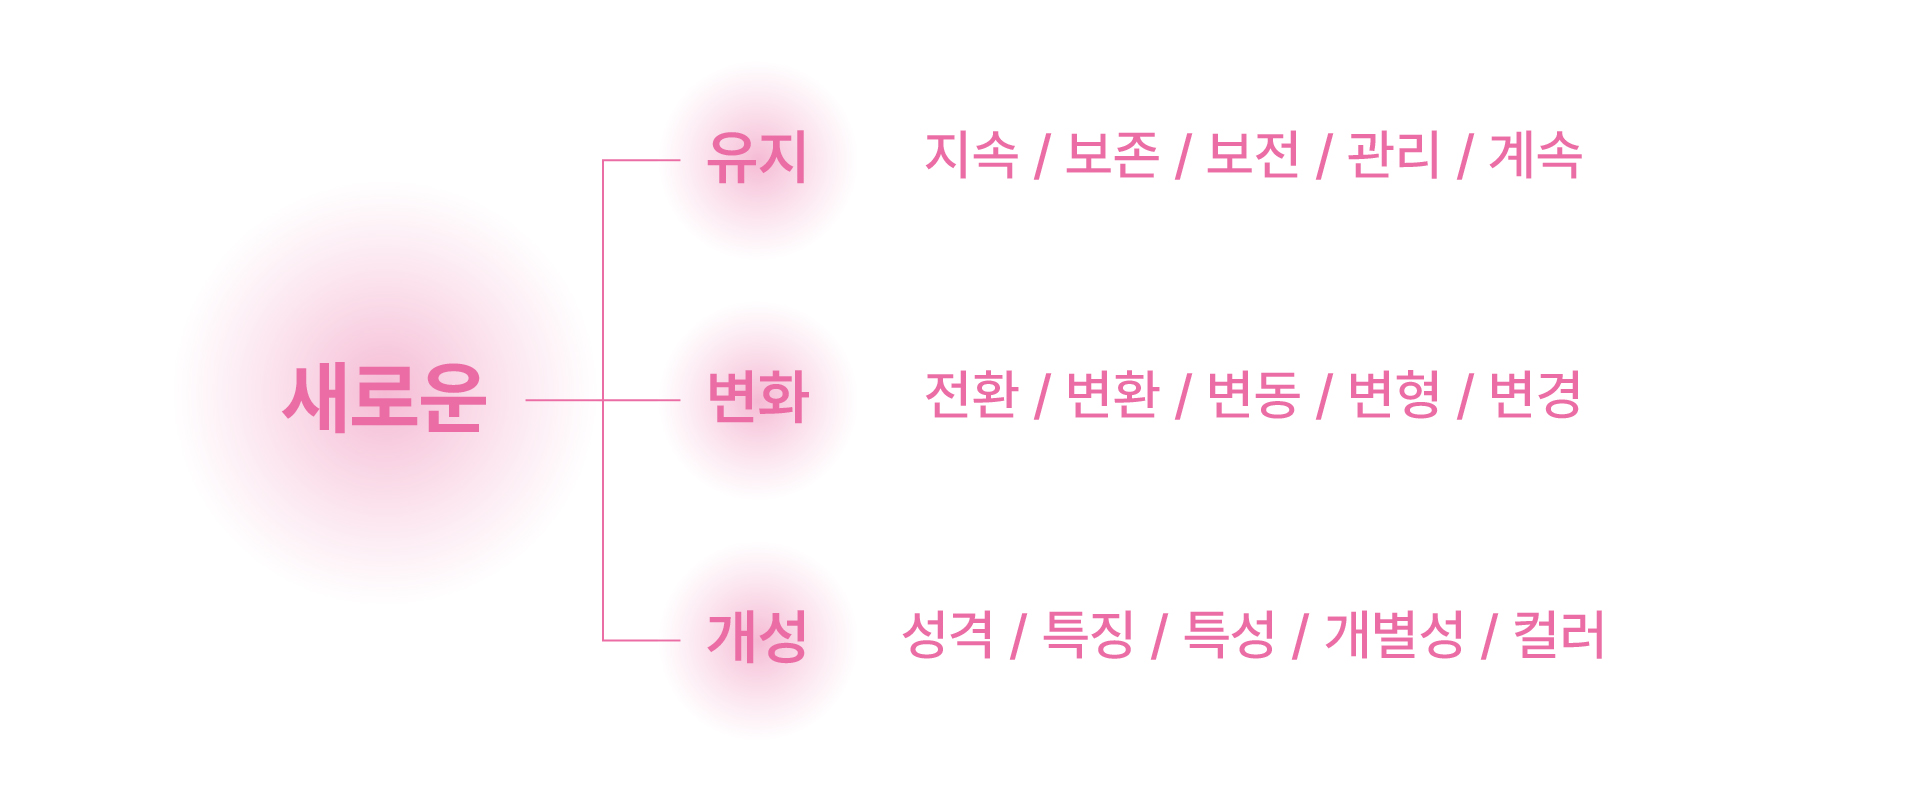 새로운
유지
지속 / 보존 / 보전 / 관리 / 계속
변화
전환 / 변환 / 변동 / 변형 / 변경
개성
성격 / 특징 / 특성 / 개별성 / 컬러